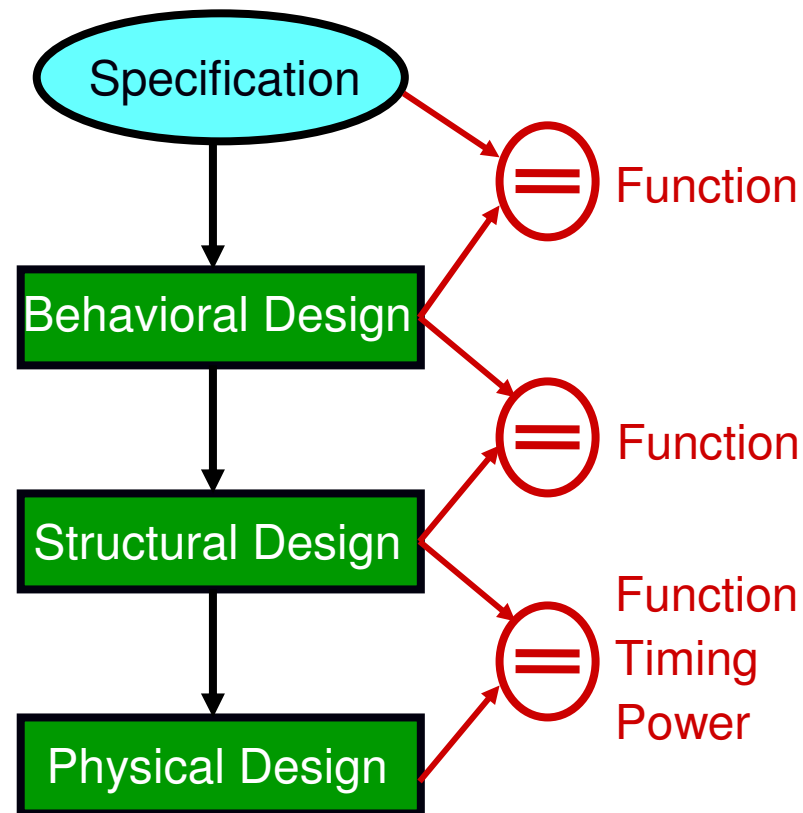 Specification
=
Function
Behavioral Design
=
Function
Structural Design
Function
=
Timing
Power
Physical Design